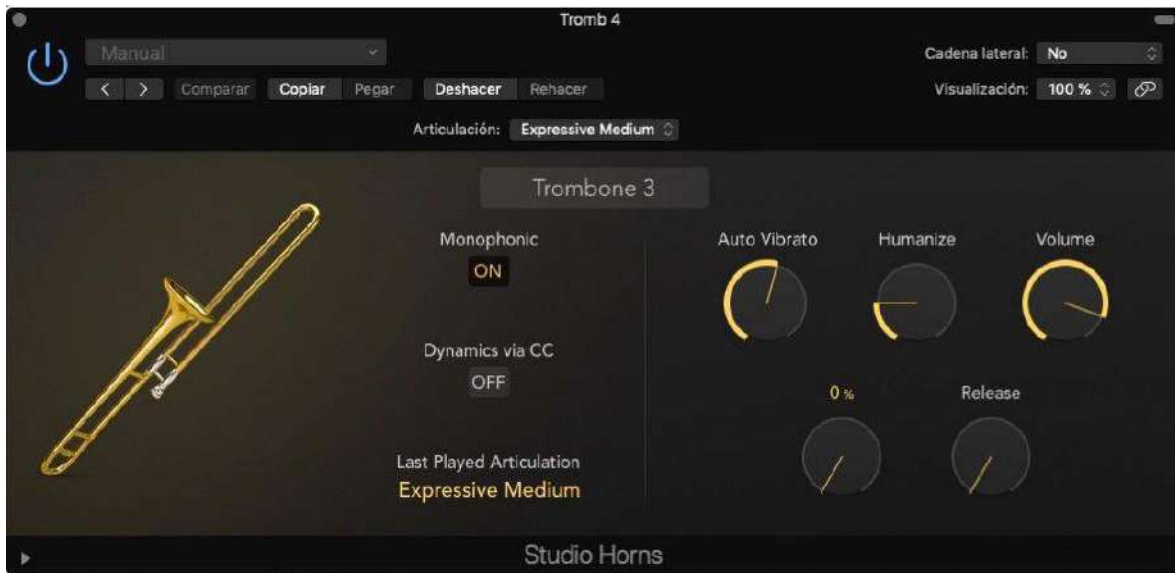 Tromb 4
Manual
Cadena lateral: No
Comparar Copiar Pegar Deshacer Rehacer
Visualización: 100 %
Articulación: Expressive Medium
Trombone 3
Monophonic
ON
Auto Vibrato Humanize Volume
Dynamics via CC
OFF
0 % Release
Last Played Articulation
Expressive Medium
Studio Horns